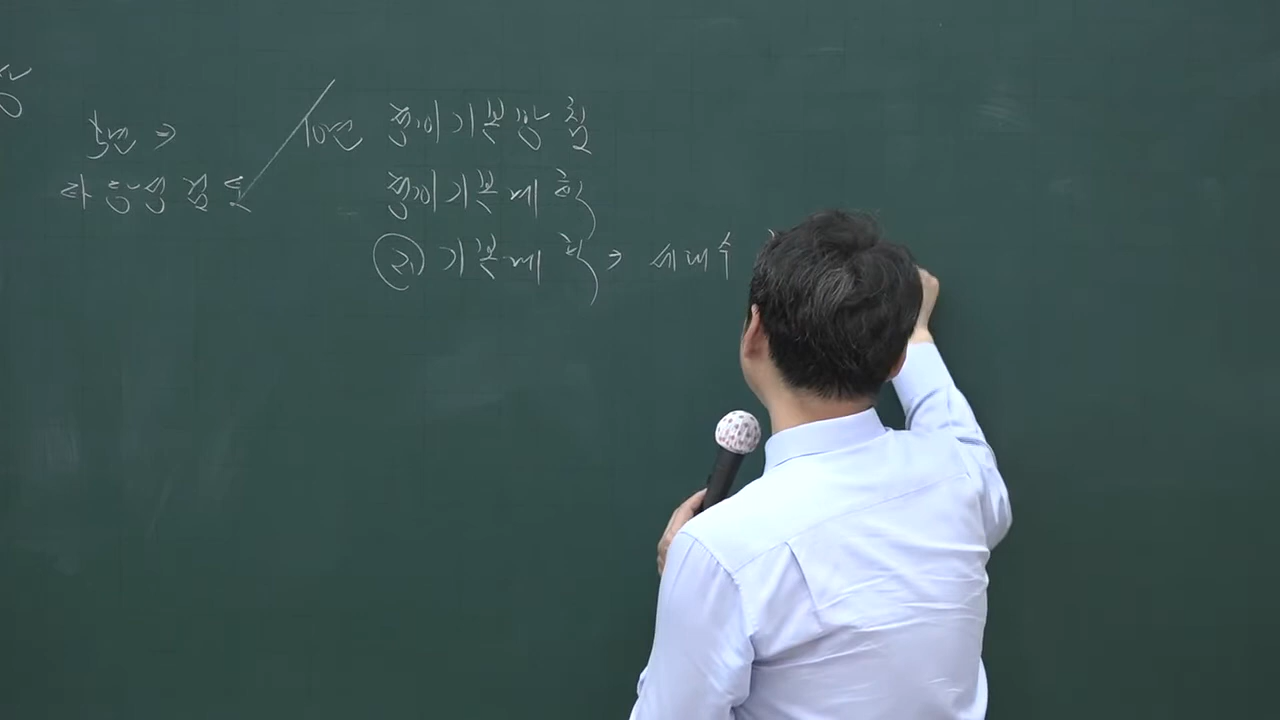 5년 → 10년 정비기본방침
타당성 검토 정비기본계획
리 기본계획 → 세대수